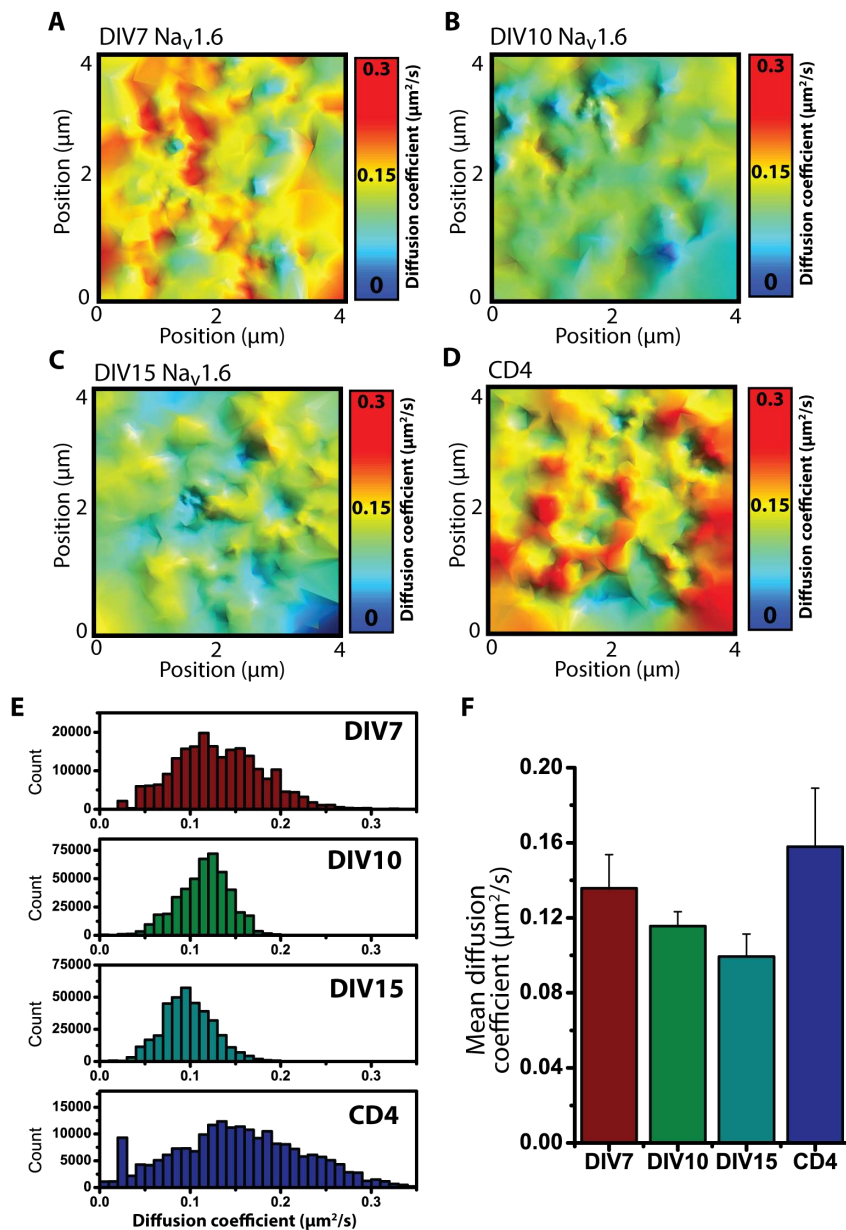 A
DIV7 Naᵥ1.6
4
2
0
Position (µm)
0 2 4
Position (µm)
0.3
0.15
0
Diffusion coefficient (µm²/s)
B
DIV10 Naᵥ1.6
4
2
0
Position (µm)
0 2 4
Position (µm)
0.3
0.15
0
Diffusion coefficient (µm²/s)
C
DIV15 Naᵥ1.6
4
2
0
Position (µm)
0 2 4
Position (µm)
0.3
0.15
0
Diffusion coefficient (µm²/s)
D
CD4
4
2
0
Position (µm)
0 2 4
Position (µm)
0.3
0.15
0
Diffusion coefficient (µm²/s)
E
DIV7
Count
20000
10000
0
0.0 0.1 0.2 0.3
DIV10
Count
75000
50000
25000
0
0.0 0.1 0.2 0.3
DIV15
Count
75000
50000
25000
0
0.0 0.1 0.2 0.3
CD4
Count
15000
10000
5000
0
0.0 0.1 0.2 0.3
Diffusion coefficient (µm²/s)
F
Mean diffusion
coefficient (µm²/s)
0.20
0.16
0.12
0.08
0.04
0.00
DIV7 DIV10 DIV15 CD4